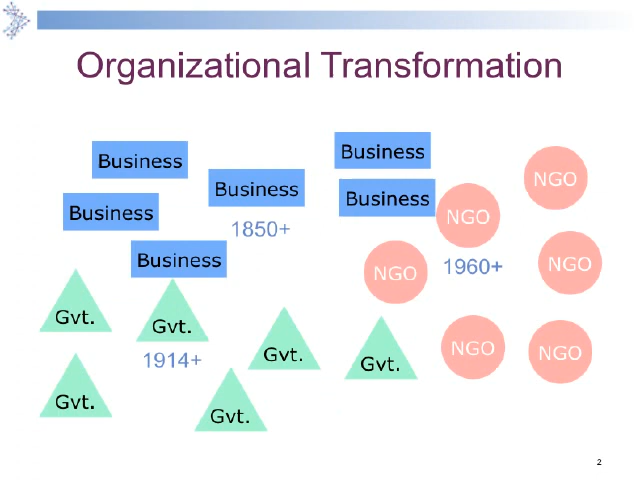 Organizational Transformation
Business
Business
NGO
Business
Business
Business
NGO
1850+
Business
NGO
NGO
1960+
Gvt.
Gvt.
NGO
NGO
Gvt.
1914+
Gvt.
Gvt.
Gvt.
2